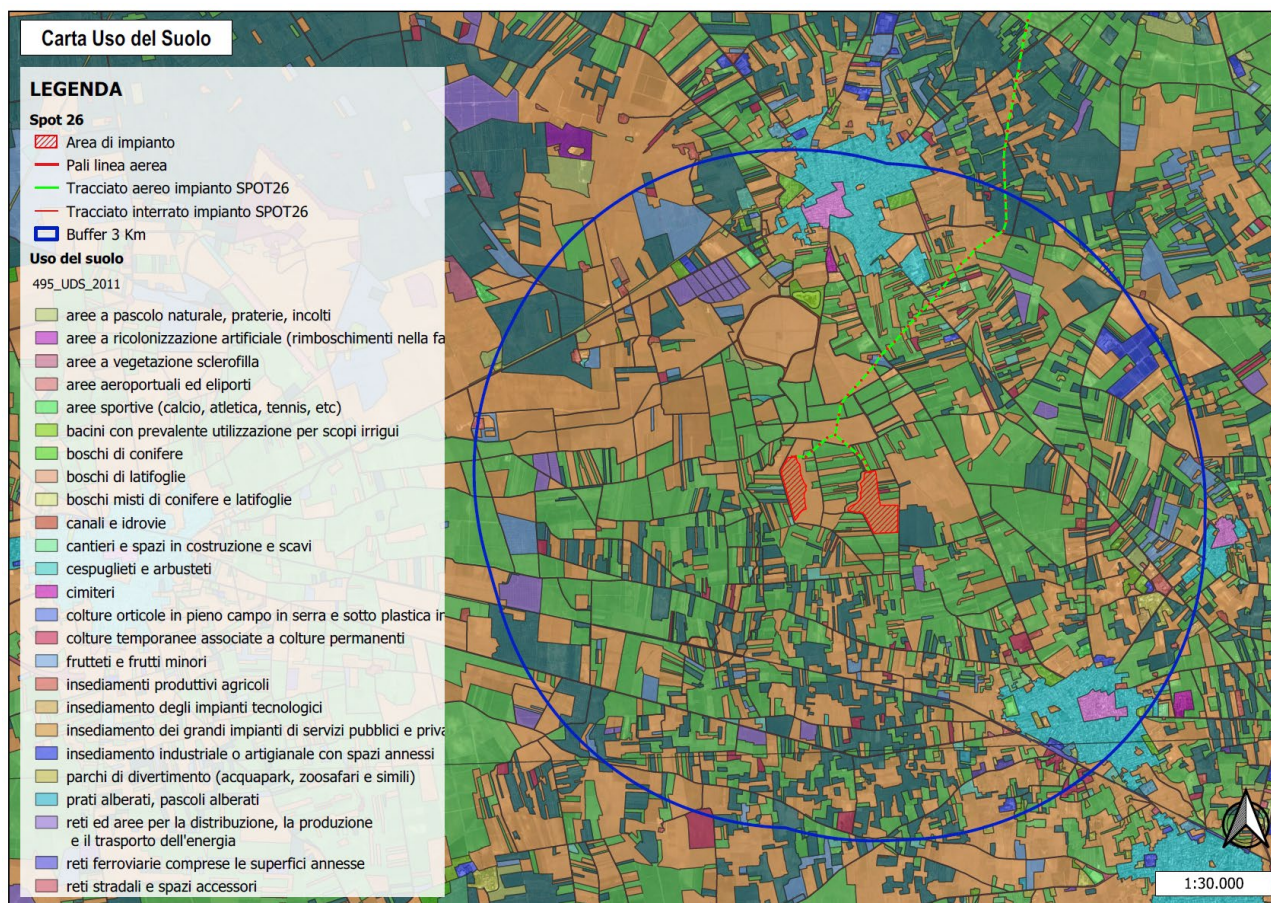 Carta Uso del Suolo
LEGENDA
Spot 26
Area di impianto
Pali linea aerea
Tracciato aereo impianto SPOT26
Tracciato interrato impianto SPOT26
Buffer 3 Km
Uso del suolo
495_UDS_2011
aree a pascolo naturale, praterie, incolti
aree a ricolonizzazione artificiale (rimboschimenti nella fa
aree a vegetazione sclerofilla
aree aeroportuali ed eliporti
aree sportive (calcio, atletica, tennis, etc)
bacini con prevalente utilizzazione per scopi irrigui
boschi di conifere
boschi di latifoglie
boschi misti di conifere e latifoglie
canali e idrovie
cantieri e spazi in costruzione e scavi
cespuglieti e arbusteti
cimiteri
colture orticole in pieno campo in serra e sotto plastica in
colture temporanee associate a colture permanenti
frutteti e frutti minori
insediamenti produttivi agricoli
insediamento degli impianti tecnologici
insediamento dei grandi impianti di servizi pubblici e priva
insediamento industriale o artigianale con spazi annessi
parchi di divertimento (acquapark, zoosafari e simili)
prati alberati, pascoli alberati
reti ed aree per la distribuzione, la produzione
e il trasporto dell'energia
reti ferroviarie comprese le superfici annesse
reti stradali e spazi accessori
1:30.000